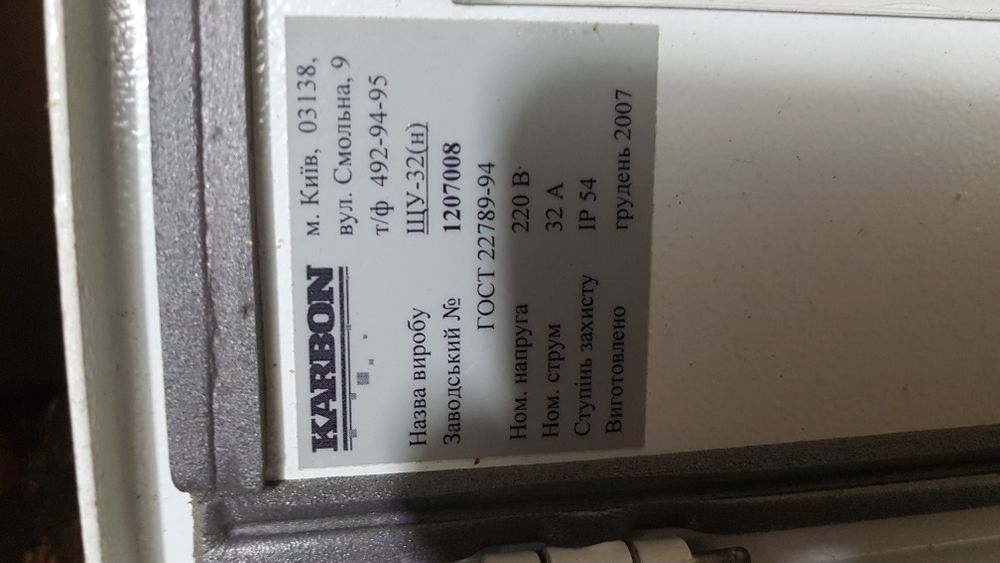 KARBON
м. Київ, 03138,
вул. Смольна, 9
т/ф 492-94-95
Назва виробу ЩУ-32(н)
Заводський № 1207008
ГОСТ 22789-94
Ном. напруга 220 В
Ном. струм 32 А
Ступінь захисту IP 54
Виготовлено грудень 2007